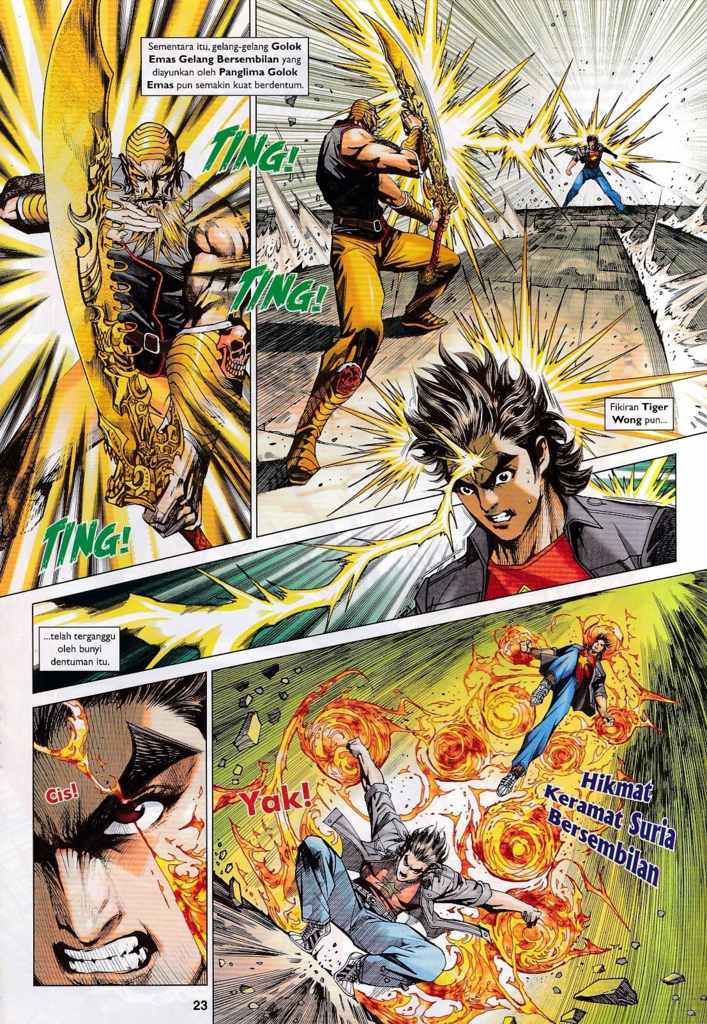 Sementara itu, gelang-gelang Golok
Emas Gelang Bersembilan yang
diayunkan oleh Panglima Golok
Emas pun semakin kuat berdentum.
TING!
TING!
TING!
Fikiran Tiger
Wong pun...
...telah terganggu
oleh bunyi
dentuman itu.
Cis!
Yak!
Hikmat
Keramat Suria
Bersembilan
23